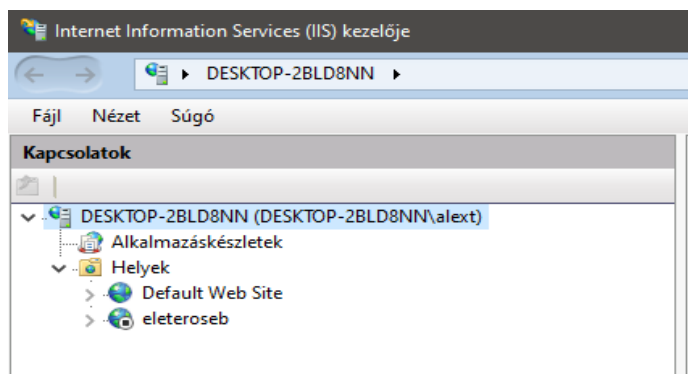 Internet Information Services (IIS) kezelője
DESKTOP-2BLD8NN
Fájl Nézet Súgó
Kapcsolatok
DESKTOP-2BLD8NN (DESKTOP-2BLD8NN\alext)
Alkalmazáskészletek
Helyek
Default Web Site
eleteroseb